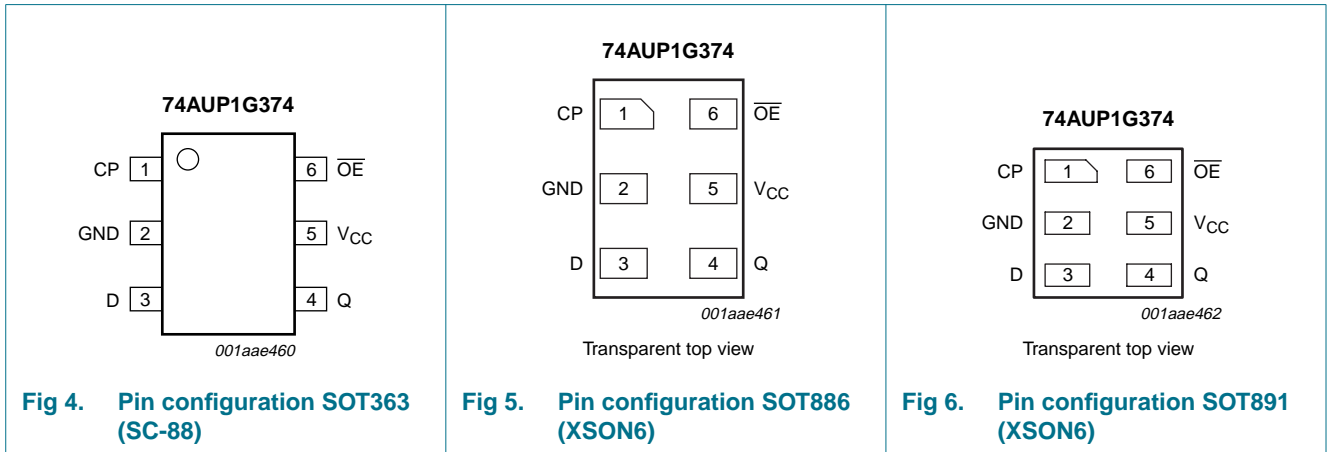 74AUP1G374
CP 1 6 O̅E̅
GND 2 5 VCC
D 3 4 Q
001aae460
Fig 4. Pin configuration SOT363
(SC-88)
74AUP1G374
CP 1 6 O̅E̅
GND 2 5 VCC
D 3 4 Q
001aae461
Transparent top view
Fig 5. Pin configuration SOT886
(XSON6)
74AUP1G374
CP 1 6 O̅E̅
GND 2 5 VCC
D 3 4 Q
001aae462
Transparent top view
Fig 6. Pin configuration SOT891
(XSON6)